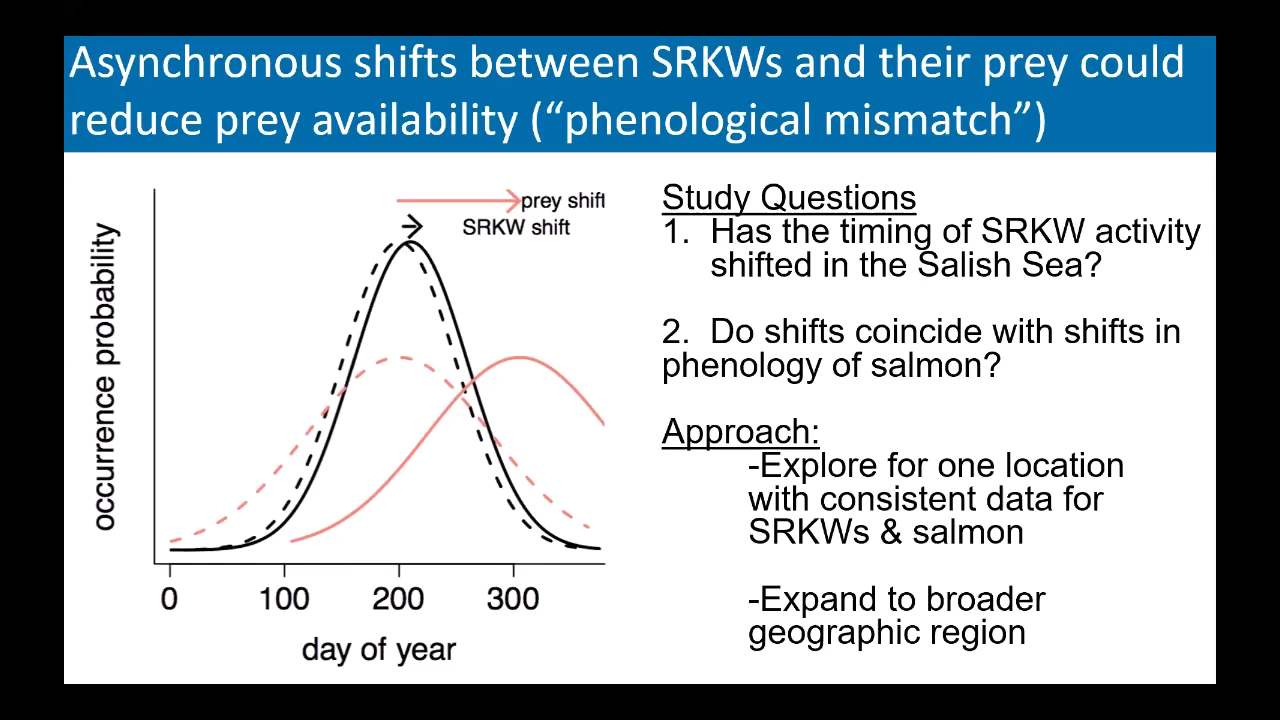 Asynchronous shifts between SRKWs and their prey could
reduce prey availability (“phenological mismatch”)
prey shift
SRKW shift
occurrence probability
0 100 200 300
day of year
Study Questions
1. Has the timing of SRKW activity
shifted in the Salish Sea?
2. Do shifts coincide with shifts in
phenology of salmon?
Approach:
-Explore for one location
with consistent data for
SRKWs & salmon
-Expand to broader
geographic region